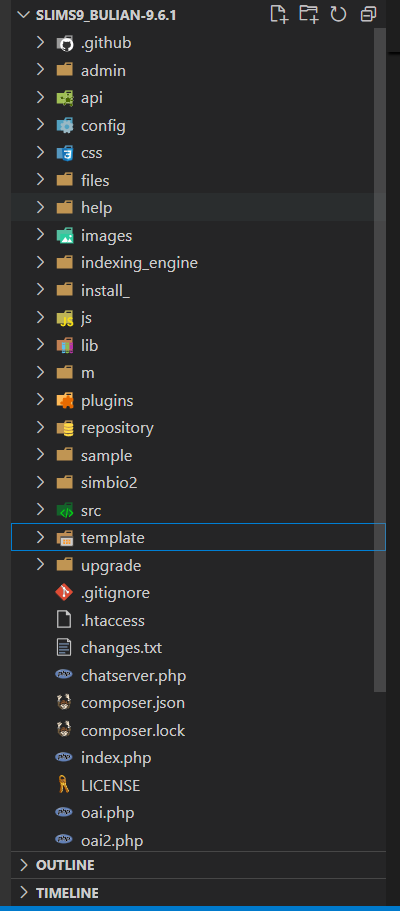 SLIMS9_BULIAN-9.6.1
.github
admin
api
config
css
files
help
images
indexing_engine
install_
js
lib
m
plugins
repository
sample
simbio2
src
template
upgrade
.gitignore
.htaccess
changes.txt
chatserver.php
composer.json
composer.lock
index.php
LICENSE
oai.php
oai2.php
OUTLINE
TIMELINE